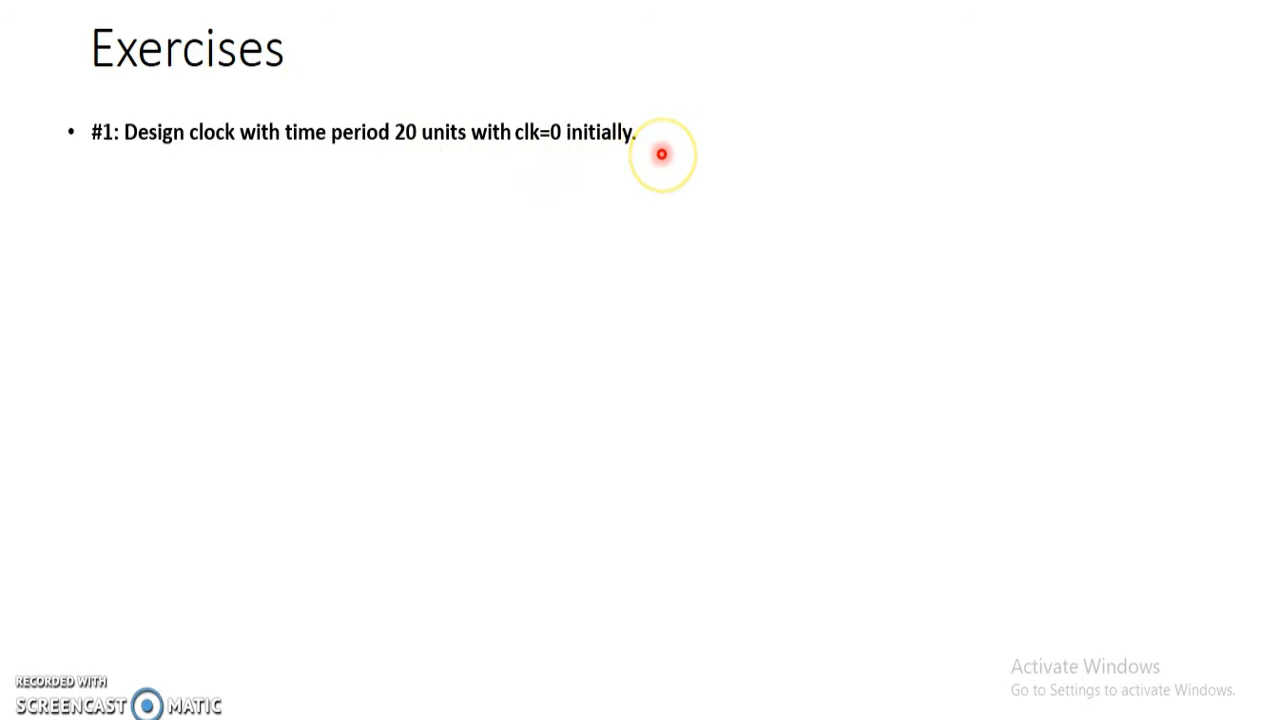 Exercises
• #1: Design clock with time period 20 units with clk=0 initially.
Activate Windows
Go to Settings to activate Windows.
RECORDED WITH
SCREENCAST MATIC